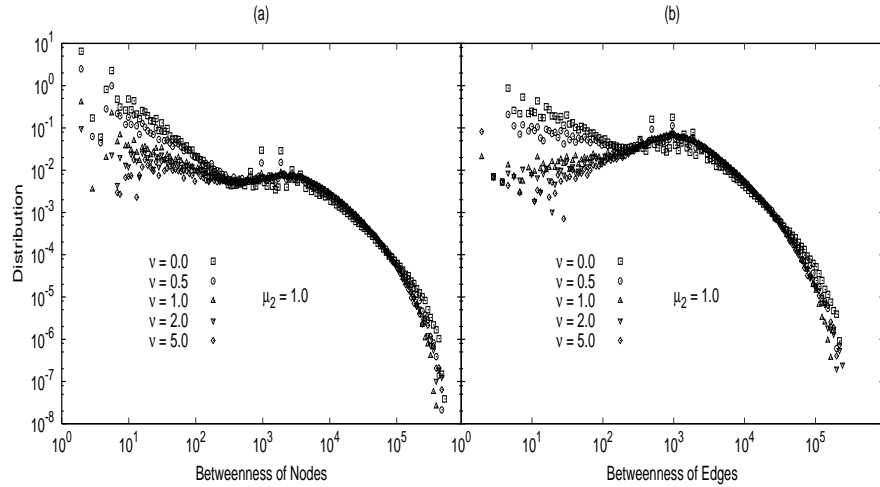 (a)
(b)
10^1
10^0
10^-1
10^-2
10^-3
10^-4
10^-5
10^-6
10^-7
10^-8
Distribution
ν = 0.0
ν = 0.5
ν = 1.0
ν = 2.0
ν = 5.0
μ_2 = 1.0
ν = 0.0
ν = 0.5
ν = 1.0
ν = 2.0
ν = 5.0
μ_2 = 1.0
10^0 10^1 10^2 10^3 10^4 10^5
10^0 10^1 10^2 10^3 10^4 10^5
Betweenness of Nodes
Betweenness of Edges